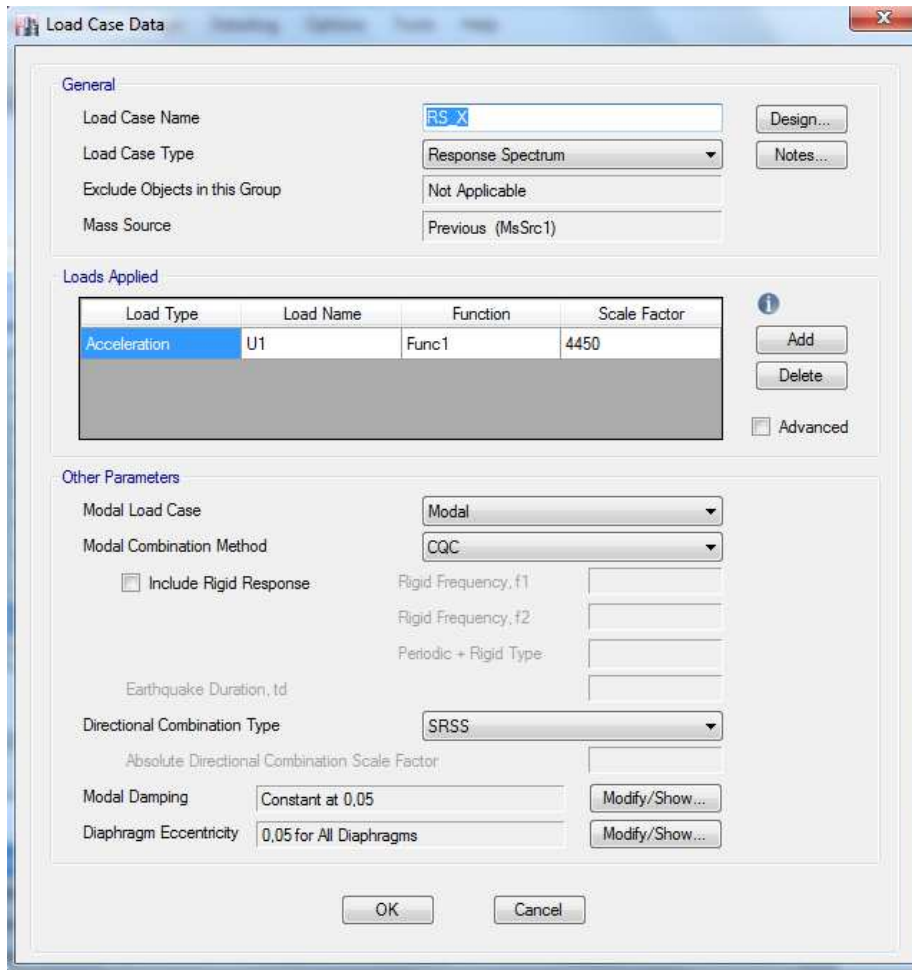 Load Case Data
General
Load Case Name RS_X Design...
Load Case Type Response Spectrum Notes...
Exclude Objects in this Group Not Applicable
Mass Source Previous (MsSrc1)
Loads Applied
Load Type Load Name Function Scale Factor
Acceleration U1 Func1 4450
Add
Delete
Advanced
Other Parameters
Modal Load Case Modal
Modal Combination Method CQC
Include Rigid Response Rigid Frequency, f1
Rigid Frequency, f2
Periodic + Rigid Type
Earthquake Duration, td
Directional Combination Type SRSS
Absolute Directional Combination Scale Factor
Modal Damping Constant at 0,05 Modify/Show...
Diaphragm Eccentricity 0,05 for All Diaphragms Modify/Show...
OK Cancel